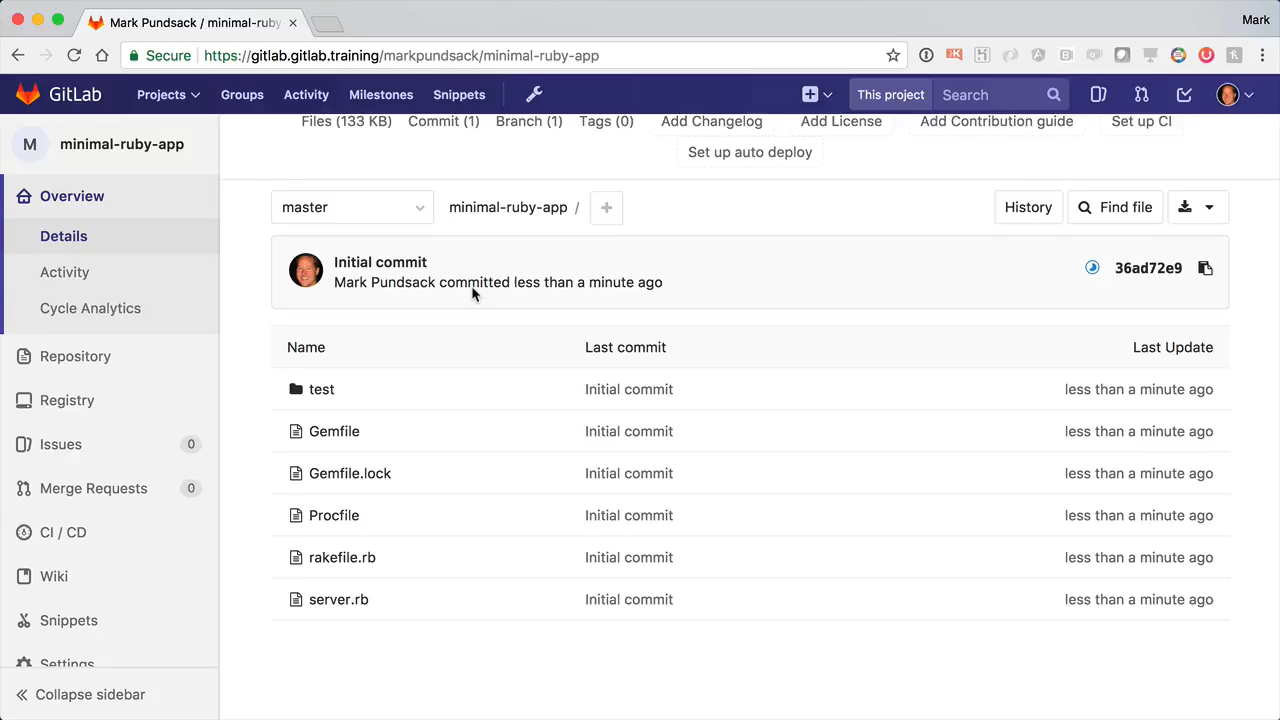 Mark Pundsack / minimal-ruby
Mark
Secure
https://gitlab.gitlab.training/markpundsack/minimal-ruby-app
GitLab
Projects
Groups
Activity
Milestones
Snippets
This project
Search
M
minimal-ruby-app
Overview
Details
Activity
Cycle Analytics
Repository
Registry
Issues 0
Merge Requests 0
CI / CD
Wiki
Snippets
Settings
Collapse sidebar
Files (133 KB)
Commit (1)
Branch (1)
Tags (0)
Add Changelog
Add License
Add Contribution guide
Set up CI
Set up auto deploy
master
minimal-ruby-app /
History
Find file
Initial commit
Mark Pundsack committed less than a minute ago
36ad72e9
Name Last commit Last Update
test Initial commit less than a minute ago
Gemfile Initial commit less than a minute ago
Gemfile.lock Initial commit less than a minute ago
Procfile Initial commit less than a minute ago
rakefile.rb Initial commit less than a minute ago
server.rb Initial commit less than a minute ago